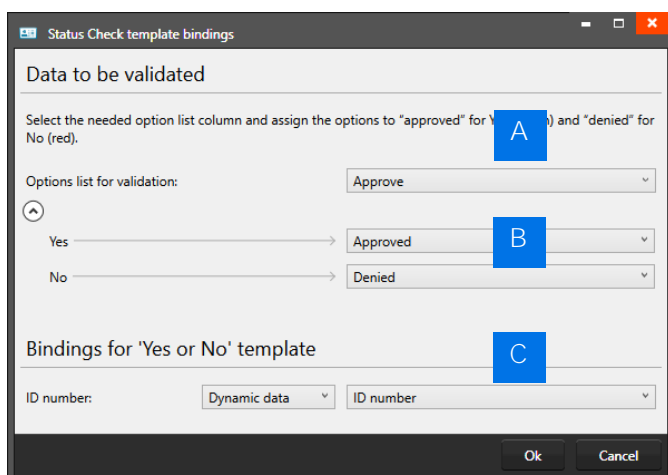 Status Check template bindings
Data to be validated
Select the needed option list column and assign the options to "approved" for and "denied" for
No (red).
A
Options list for validation: Approve
Yes Approved
B
No Denied
Bindings for 'Yes or No' template
C
ID number: Dynamic data ID number
Ok Cancel